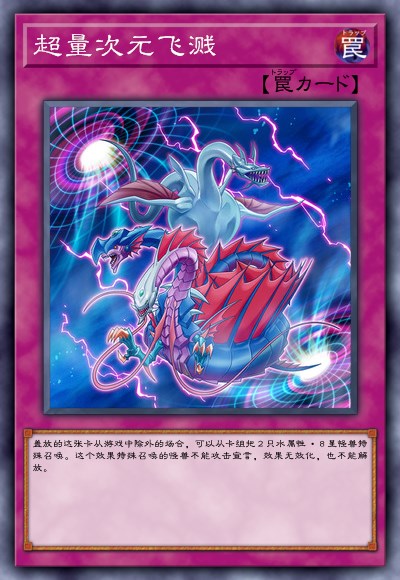 超量次元飞溅
トラップ
罠
トラップ
【罠カード】
盖放的这张卡从游戏中除外的场合，可以从卡组把２只水属性・８星怪兽特
殊召唤。这个效果特殊召唤的怪兽不能攻击宣言，效果无效化，也不能解
放。